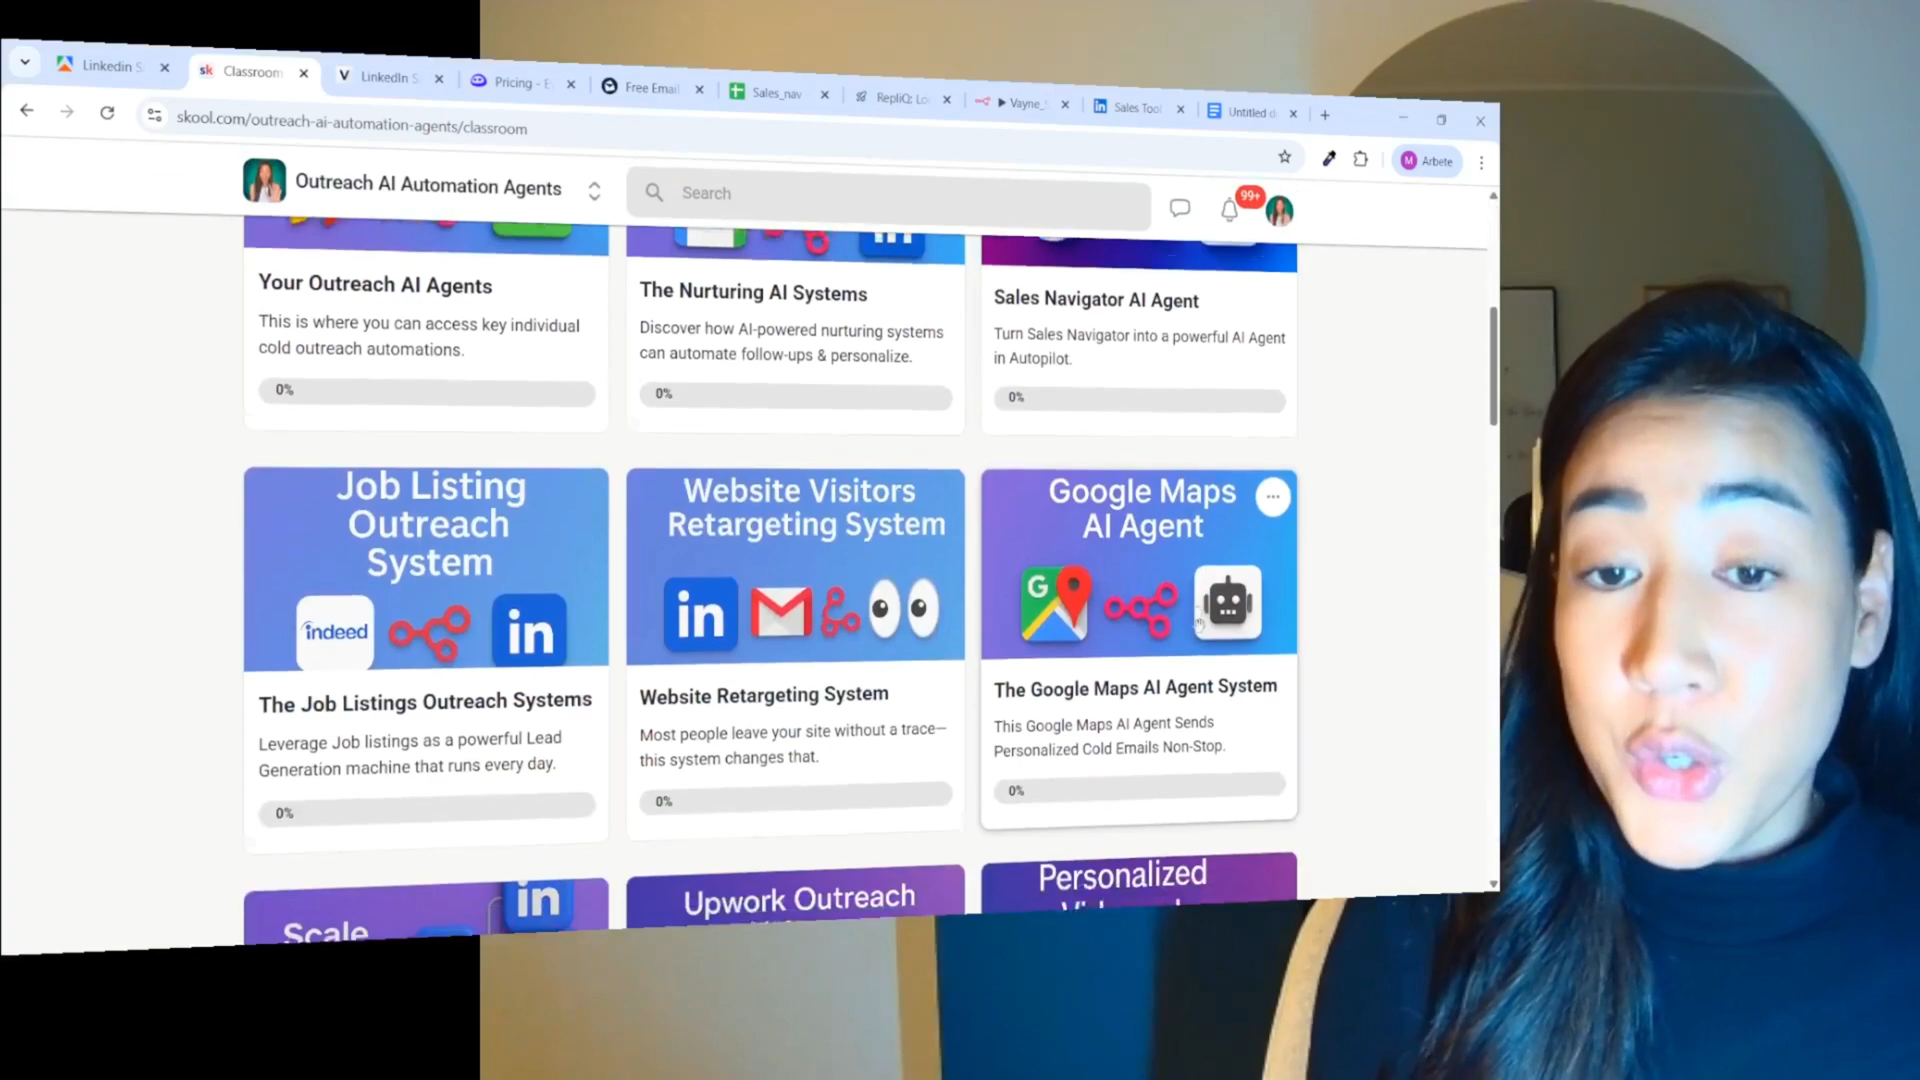 Linkedin S
Classroom
LinkedIn S
Pricing - E
Free Email
Sales_nav
RepliQ: Lo
Vayne_
Sales Tool
Untitled d
skool.com/outreach-ai-automation-agents/classroom
M Arbete
Outreach AI Automation Agents
Search
99+
Your Outreach AI Agents
This is where you can access key individual
cold outreach automations.
0%
The Nurturing AI Systems
Discover how AI-powered nurturing systems
can automate follow-ups & personalize.
0%
Sales Navigator AI Agent
Turn Sales Navigator into a powerful AI Agent
in Autopilot.
0%
Job Listing
Outreach
System
indeed
in
The Job Listings Outreach Systems
Leverage Job listings as a powerful Lead
Generation machine that runs every day.
0%
Website Visitors
Retargeting System
in
Website Retargeting System
Most people leave your site without a trace—
this system changes that.
0%
Google Maps
AI Agent
G
The Google Maps AI Agent System
This Google Maps AI Agent Sends
Personalized Cold Emails Non-Stop.
0%
Scale
in
Upwork Outreach
Personalized